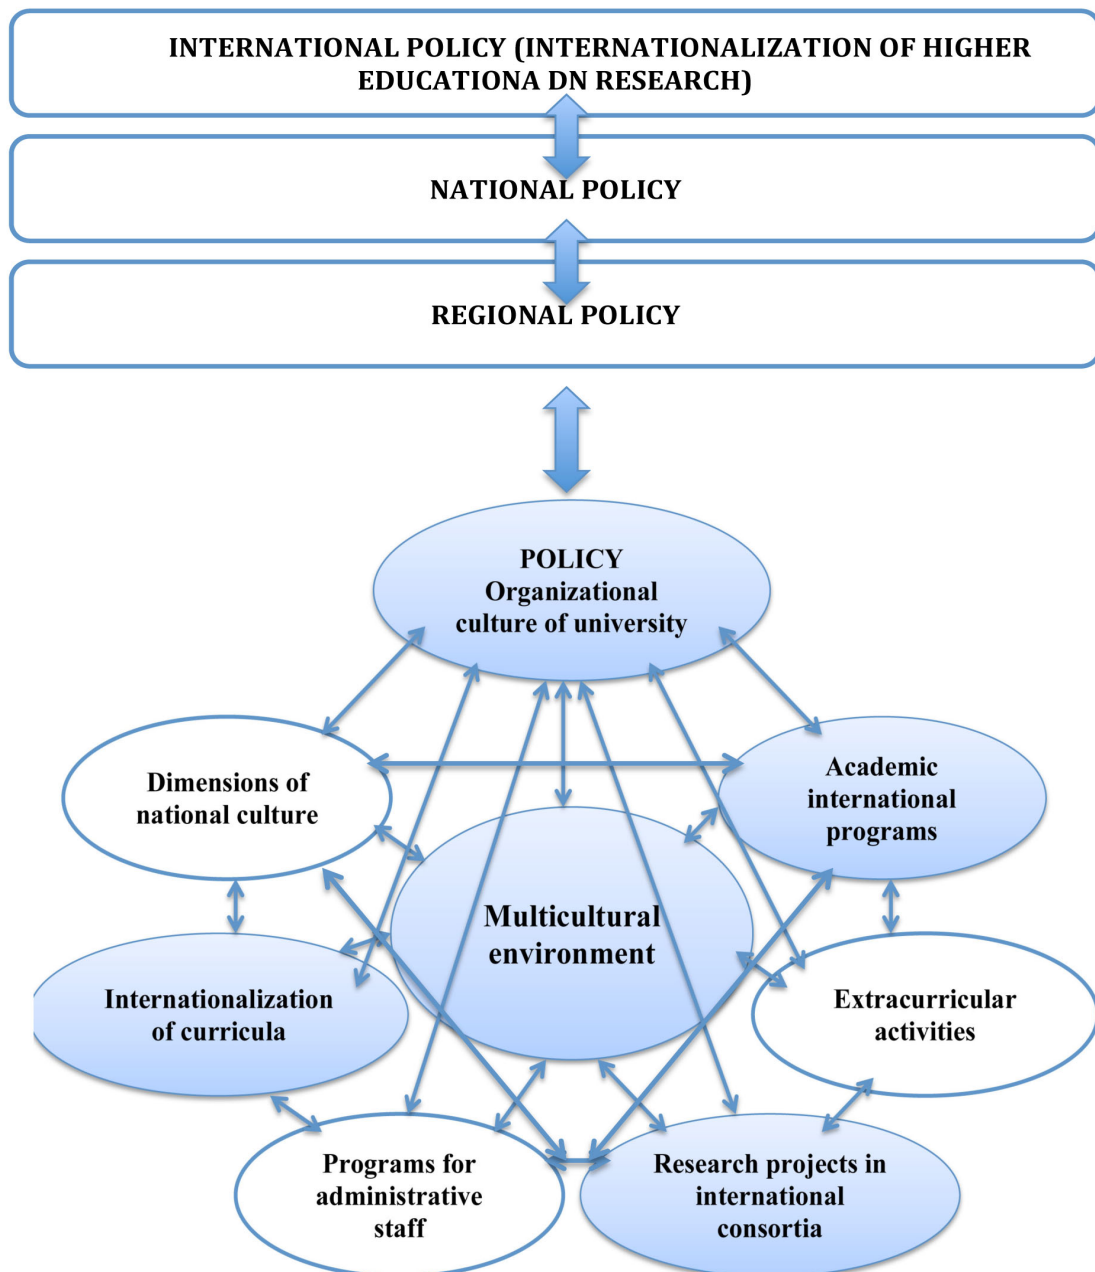 INTERNATIONAL POLICY (INTERNATIONALIZATION OF HIGHER
EDUCATIONA DN RESEARCH)
NATIONAL POLICY
REGIONAL POLICY
POLICY
Organizational
culture of university
Dimensions of
national culture
Academic
international
programs
Multicultural
environment
Internationalization
of curricula
Extracurricular
activities
Programs for
administrative
staff
Research projects in
international
consortia